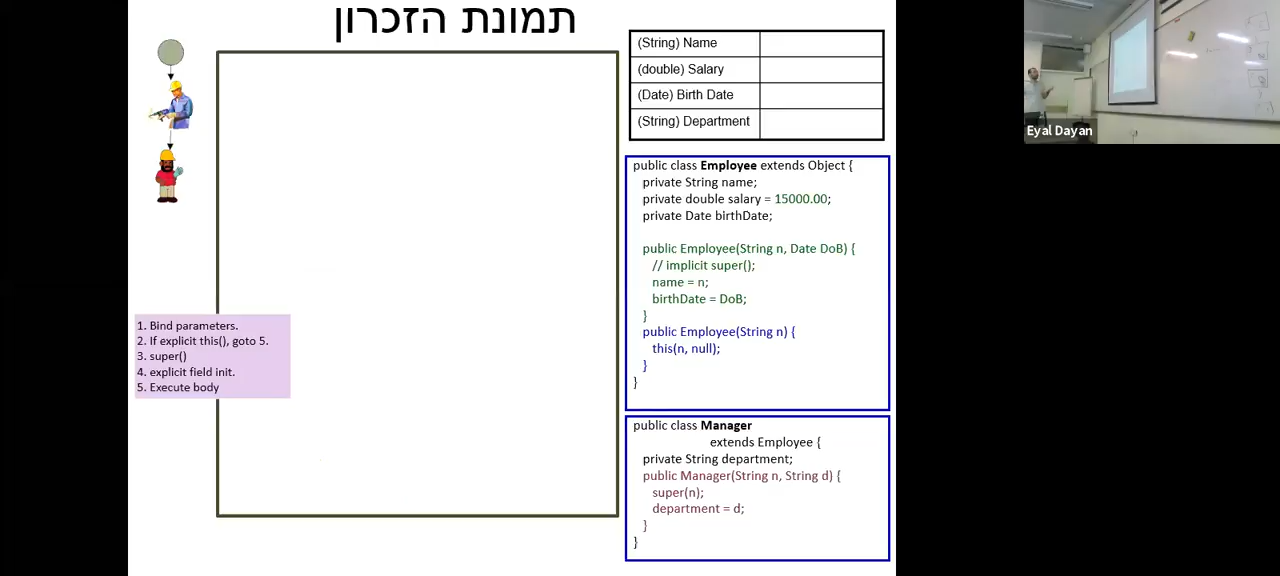 תמונת הזכרון
(String) Name
(double) Salary
(Date) Birth Date
(String) Department
Eyal Dayan
public class Employee extends Object {
private String name;
private double salary = 15000.00;
private Date birthDate;
public Employee(String n, Date DoB) {
// implicit super();
name = n;
birthDate = DoB;
}
public Employee(String n) {
this(n, null);
}
}
1. Bind parameters.
2. If explicit this(), goto 5.
3. super()
4. explicit field init.
5. Execute body
public class Manager
extends Employee {
private String department;
public Manager(String n, String d) {
super(n);
department = d;
}
}